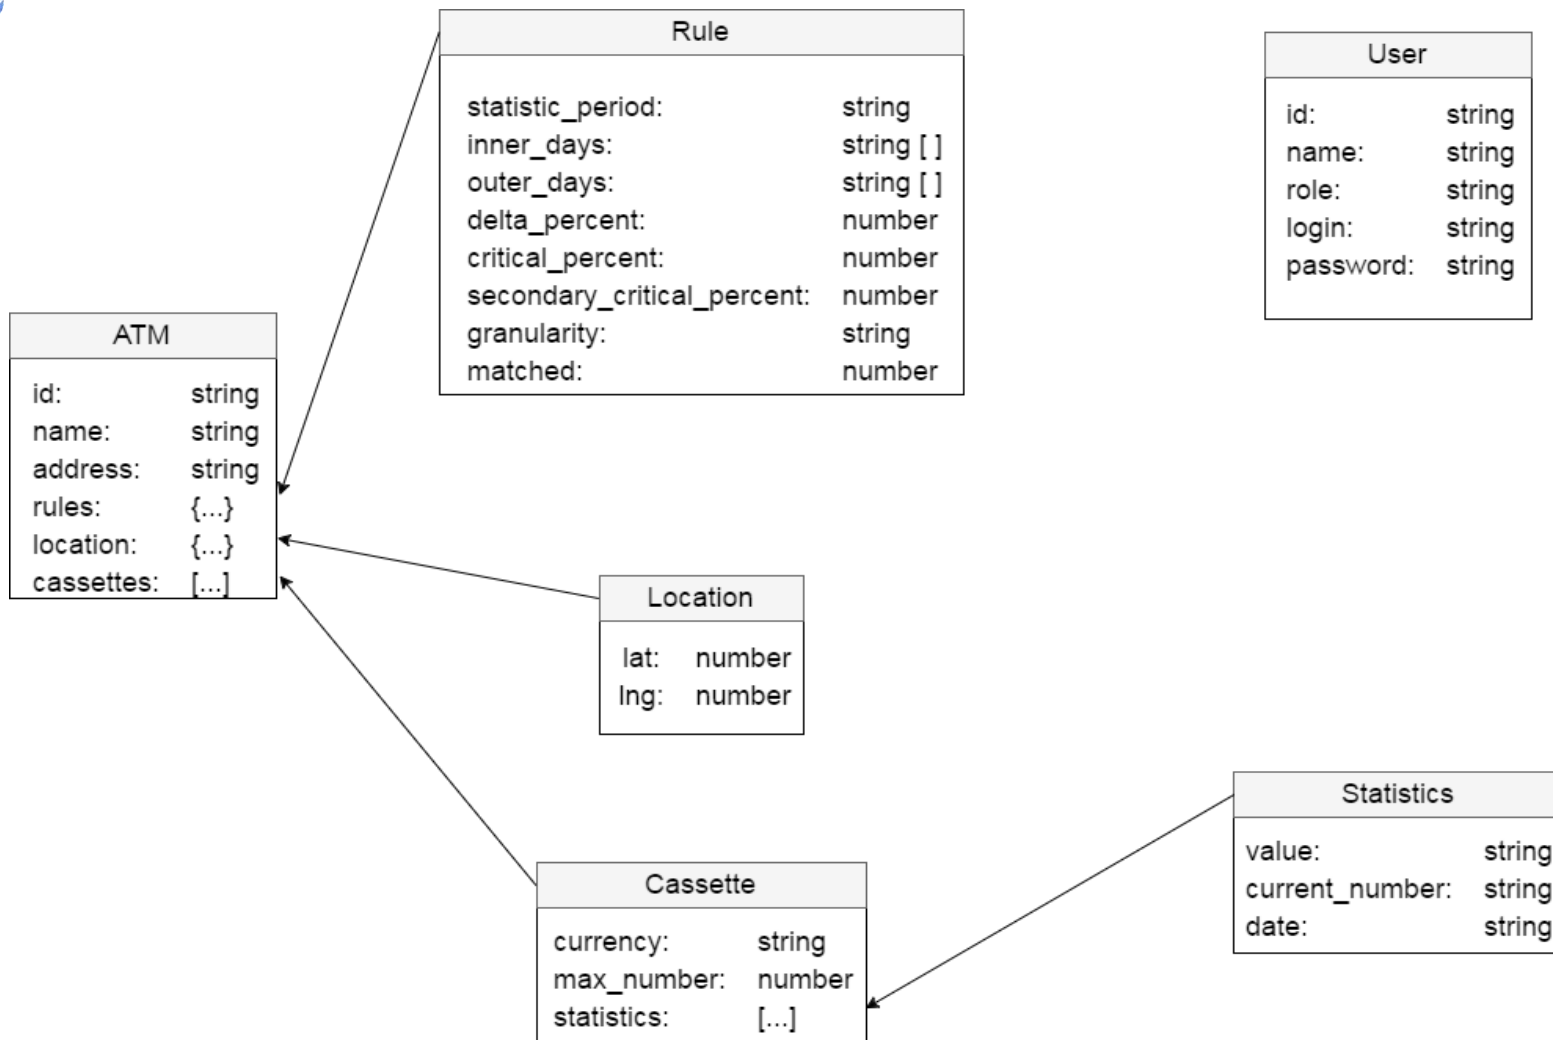 Rule
statistic_period: string
inner_days: string [ ]
outer_days: string [ ]
delta_percent: number
critical_percent: number
secondary_critical_percent: number
granularity: string
matched: number
User
id: string
name: string
role: string
login: string
password: string
ATM
id: string
name: string
address: string
rules: {...}
location: {...}
cassettes: [...]
Location
lat: number
lng: number
Statistics
value: string
current_number: string
date: string
Cassette
currency: string
max_number: number
statistics: [...]